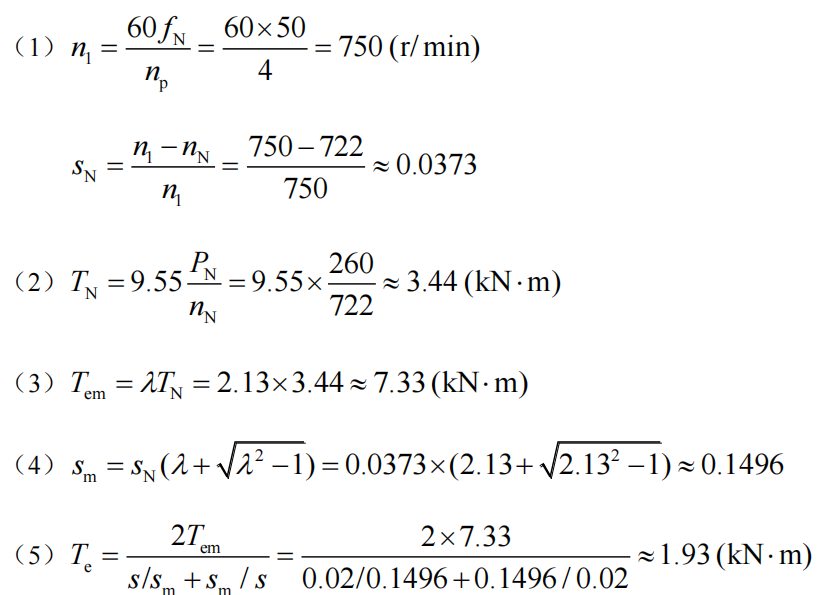 （1）n₁ = 60f_N / n_p = 60×50 / 4 = 750 (r/min)
s_N = (n₁ − n_N) / n₁ = (750 − 722) / 750 ≈ 0.0373
（2）T_N = 9.55 P_N / n_N = 9.55× 260 / 722 ≈ 3.44 (kN·m)
（3）T_em = λT_N = 2.13×3.44 ≈ 7.33 (kN·m)
（4）s_m = s_N (λ + √(λ² −1)) = 0.0373×(2.13 + √(2.13² −1)) ≈ 0.1496
（5）T_e = 2T_em / (s/s_m + s_m / s) = 2×7.33 / (0.02/0.1496 + 0.1496/0.02) ≈ 1.93 (kN·m)